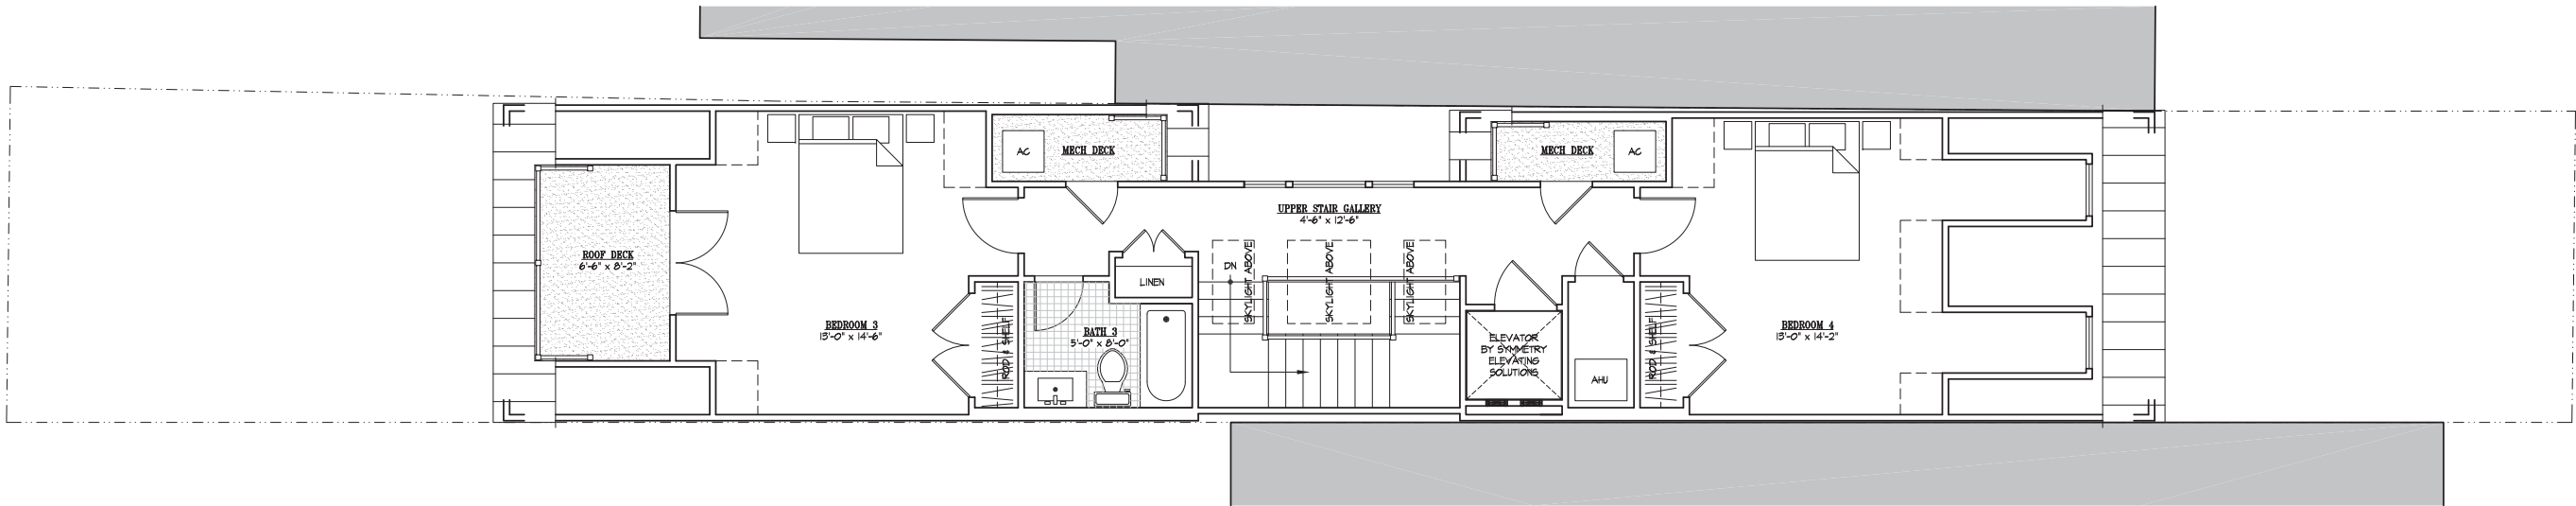 AC
MECH DECK
MECH DECK
AC
UPPER STAIR GALLERY
4'-6" x 12'-6"
ROOF DECK
6'-6" x 8'-2"
BEDROOM 3
13'-0" x 14'-6"
ROD & SHELF
BATH 3
5'-0" x 8'-0"
LINEN
DN
SKYLIGHT ABOVE
SKYLIGHT ABOVE
SKYLIGHT ABOVE
ELEVATOR
BY SYMMETRY
ELEVATING
SOLUTIONS
AHU
ROD & SHELF
BEDROOM 4
13'-0" x 14'-2"